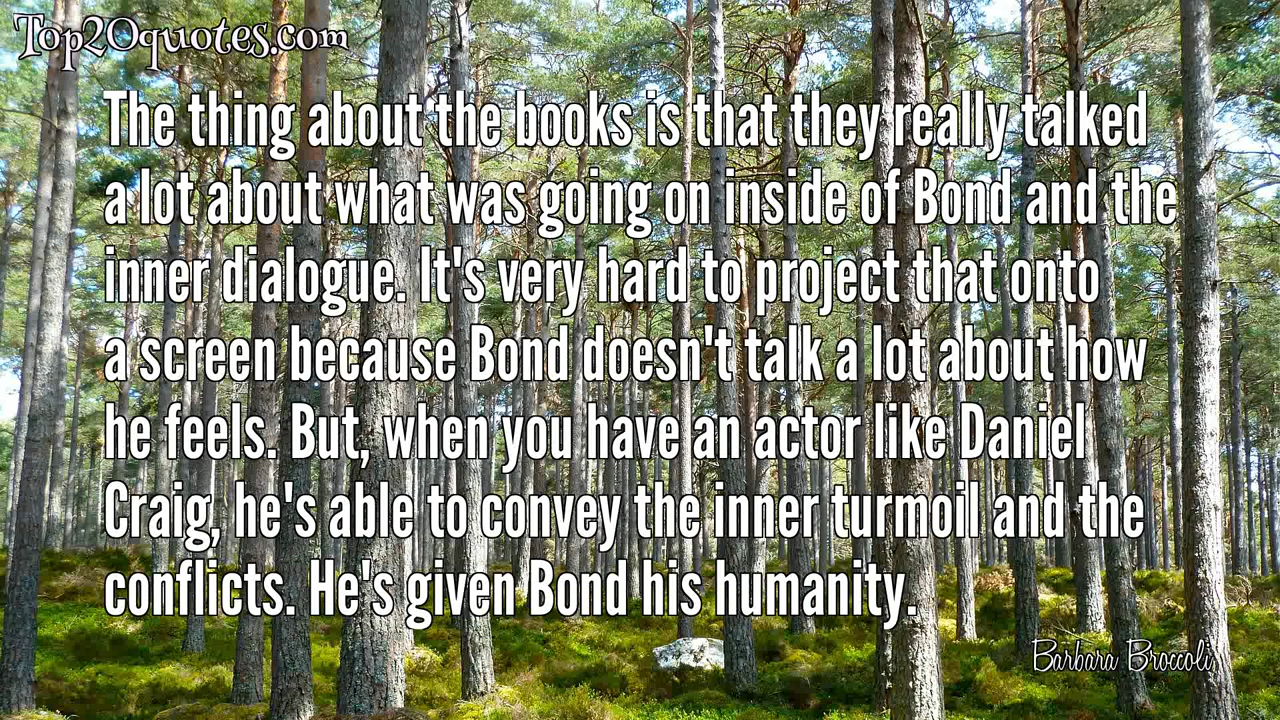 Top20quotes.com
The thing about the books is that they really talked
a lot about what was going on inside of Bond and the
inner dialogue. It's very hard to project that onto
a screen because Bond doesn't talk a lot about how
he feels. But, when you have an actor like Daniel
Craig, he's able to convey the inner turmoil and the
conflicts. He's given Bond his humanity.
Barbara Broccoli